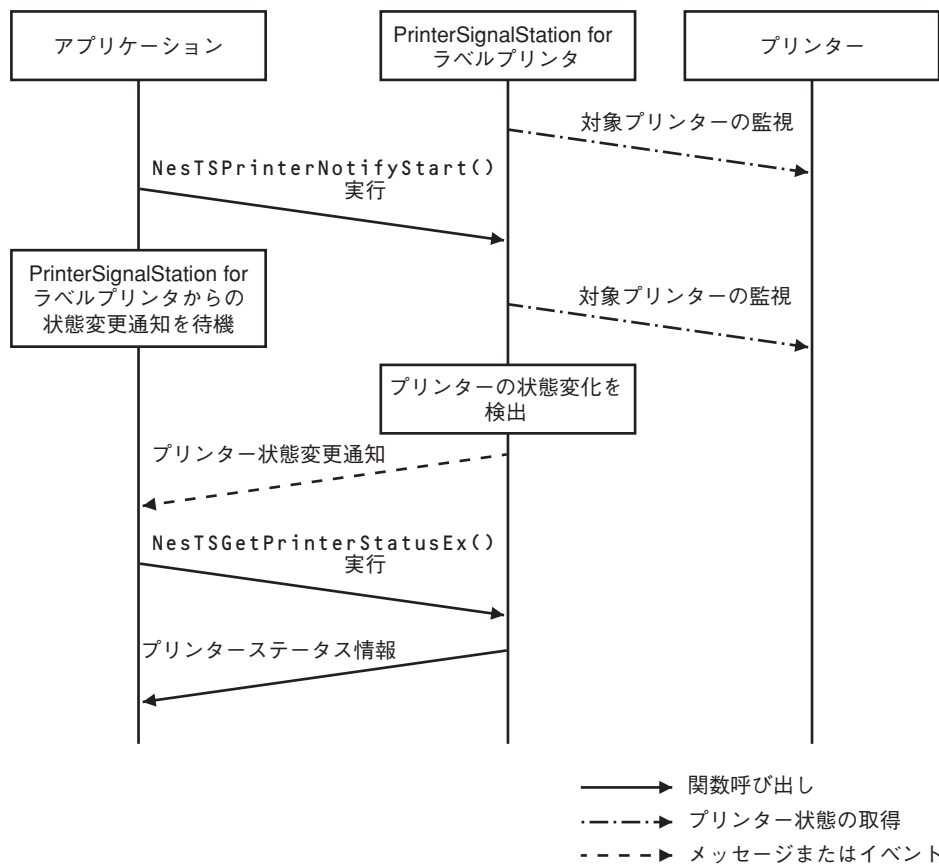 アプリケーション
PrinterSignalStation for
ラベルプリンタ
プリンター
対象プリンターの監視
NesTSPrinterNotifyStart()
実行
PrinterSignalStation for
ラベルプリンタからの
状態変更通知を待機
対象プリンターの監視
プリンターの状態変化を
検出
プリンター状態変更通知
NesTSGetPrinterStatusEx()
実行
プリンターステータス情報
関数呼び出し
プリンター状態の取得
メッセージまたはイベント